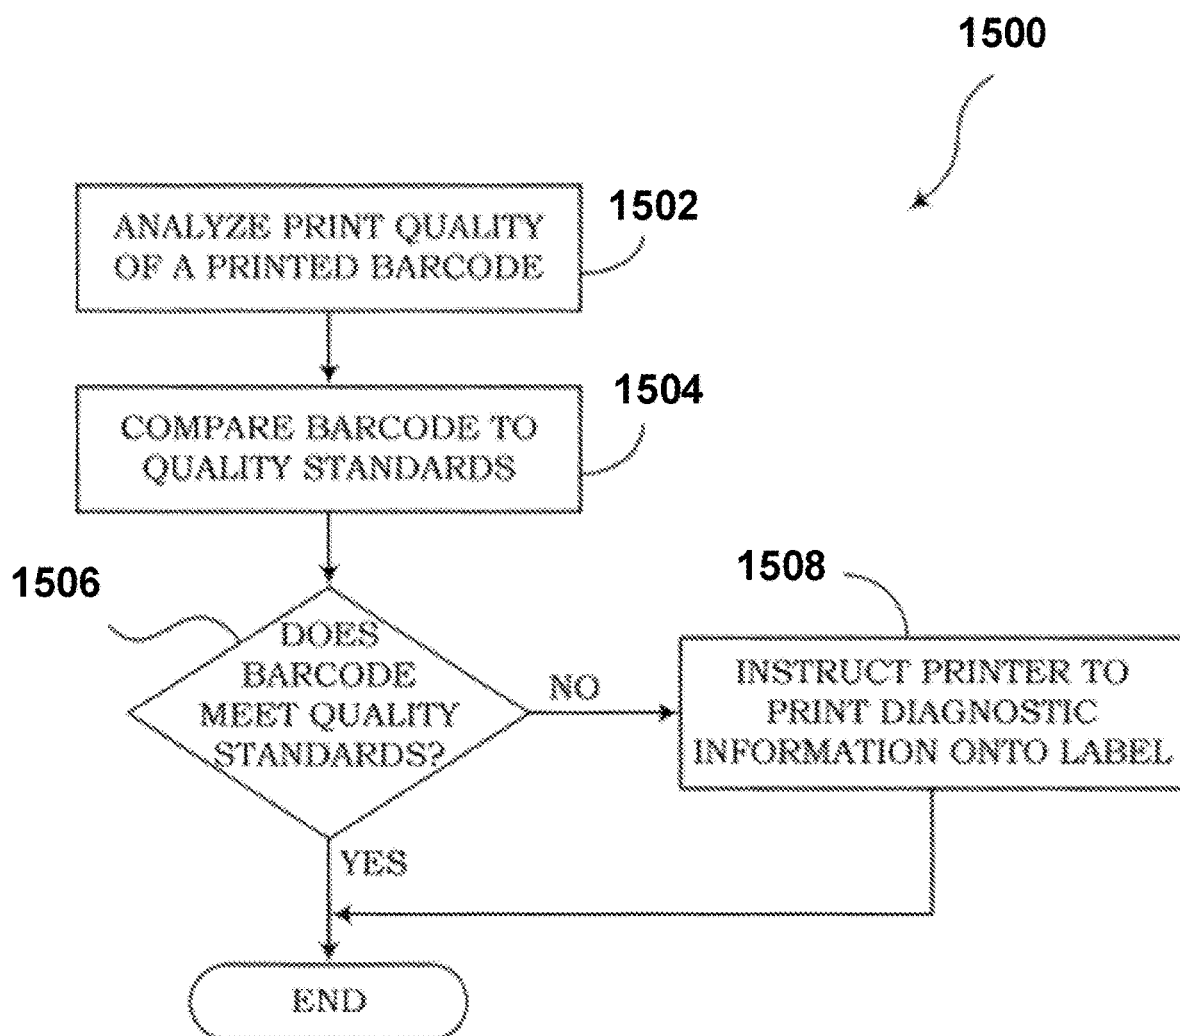 1500
1502
ANALYZE PRINT QUALITY
OF A PRINTED BARCODE
1504
COMPARE BARCODE TO
QUALITY STANDARDS
1506
DOES
BARCODE
MEET QUALITY
STANDARDS?
NO
1508
INSTRUCT PRINTER TO
PRINT DIAGNOSTIC
INFORMATION ONTO LABEL
YES
END